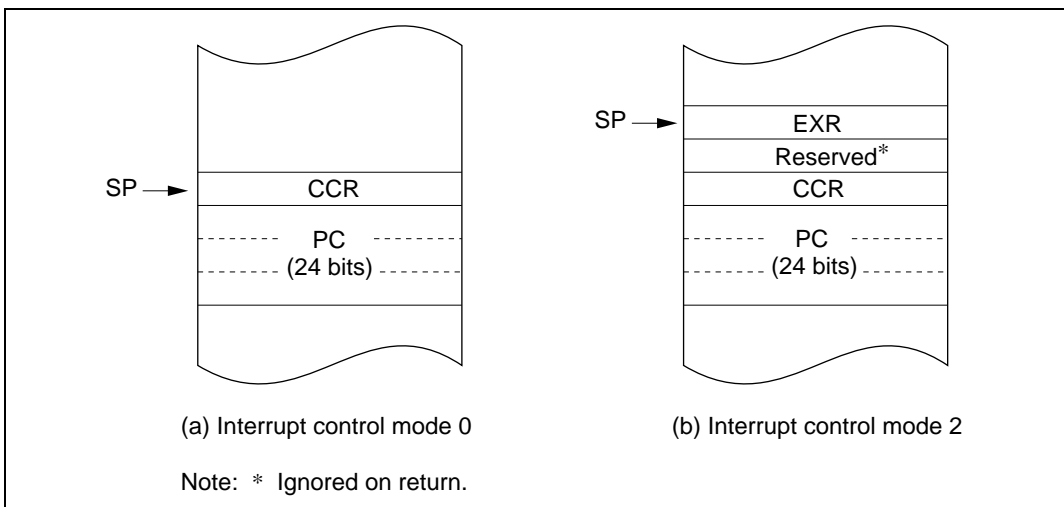 SP
CCR
PC
(24 bits)
(a) Interrupt control mode 0
SP
EXR
Reserved*
CCR
PC
(24 bits)
(b) Interrupt control mode 2
Note: * Ignored on return.